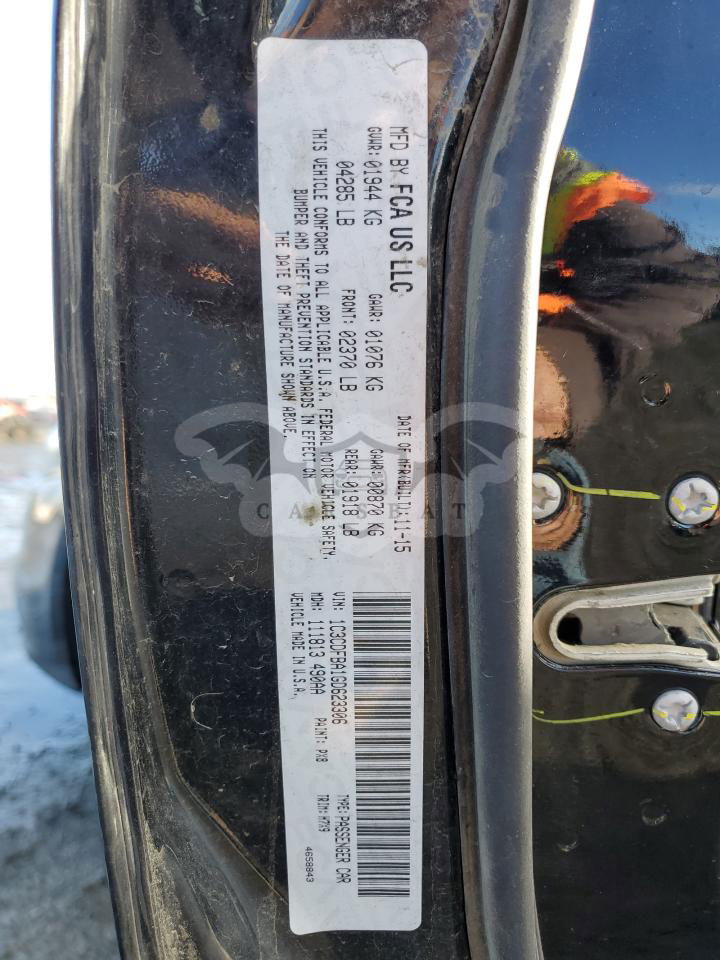 MFD BY FCA US LLC
DATE OF MFR(BUILT):11-15
GVWR:01944 KG GAWR:01076 KG GAWR:00870 KG
04285 LB FRONT:02370 LB REAR:01918 LB
THIS VEHICLE CONFORMS TO ALL APPLICABLE U.S.A. FEDERAL MOTOR VEHICLE SAFETY,
BUMPER AND THEFT PREVENTION STANDARDS IN EFFECT ON
THE DATE OF MANUFACTURE SHOWN ABOVE.
VIN: 1C3CDFBA1GD623306 TYPE:PASSENGER CAR
MDH: 111813 490AA PAINT: PX8 TRIM:H7X9
VEHICLE MADE IN U.S.A.
4658843